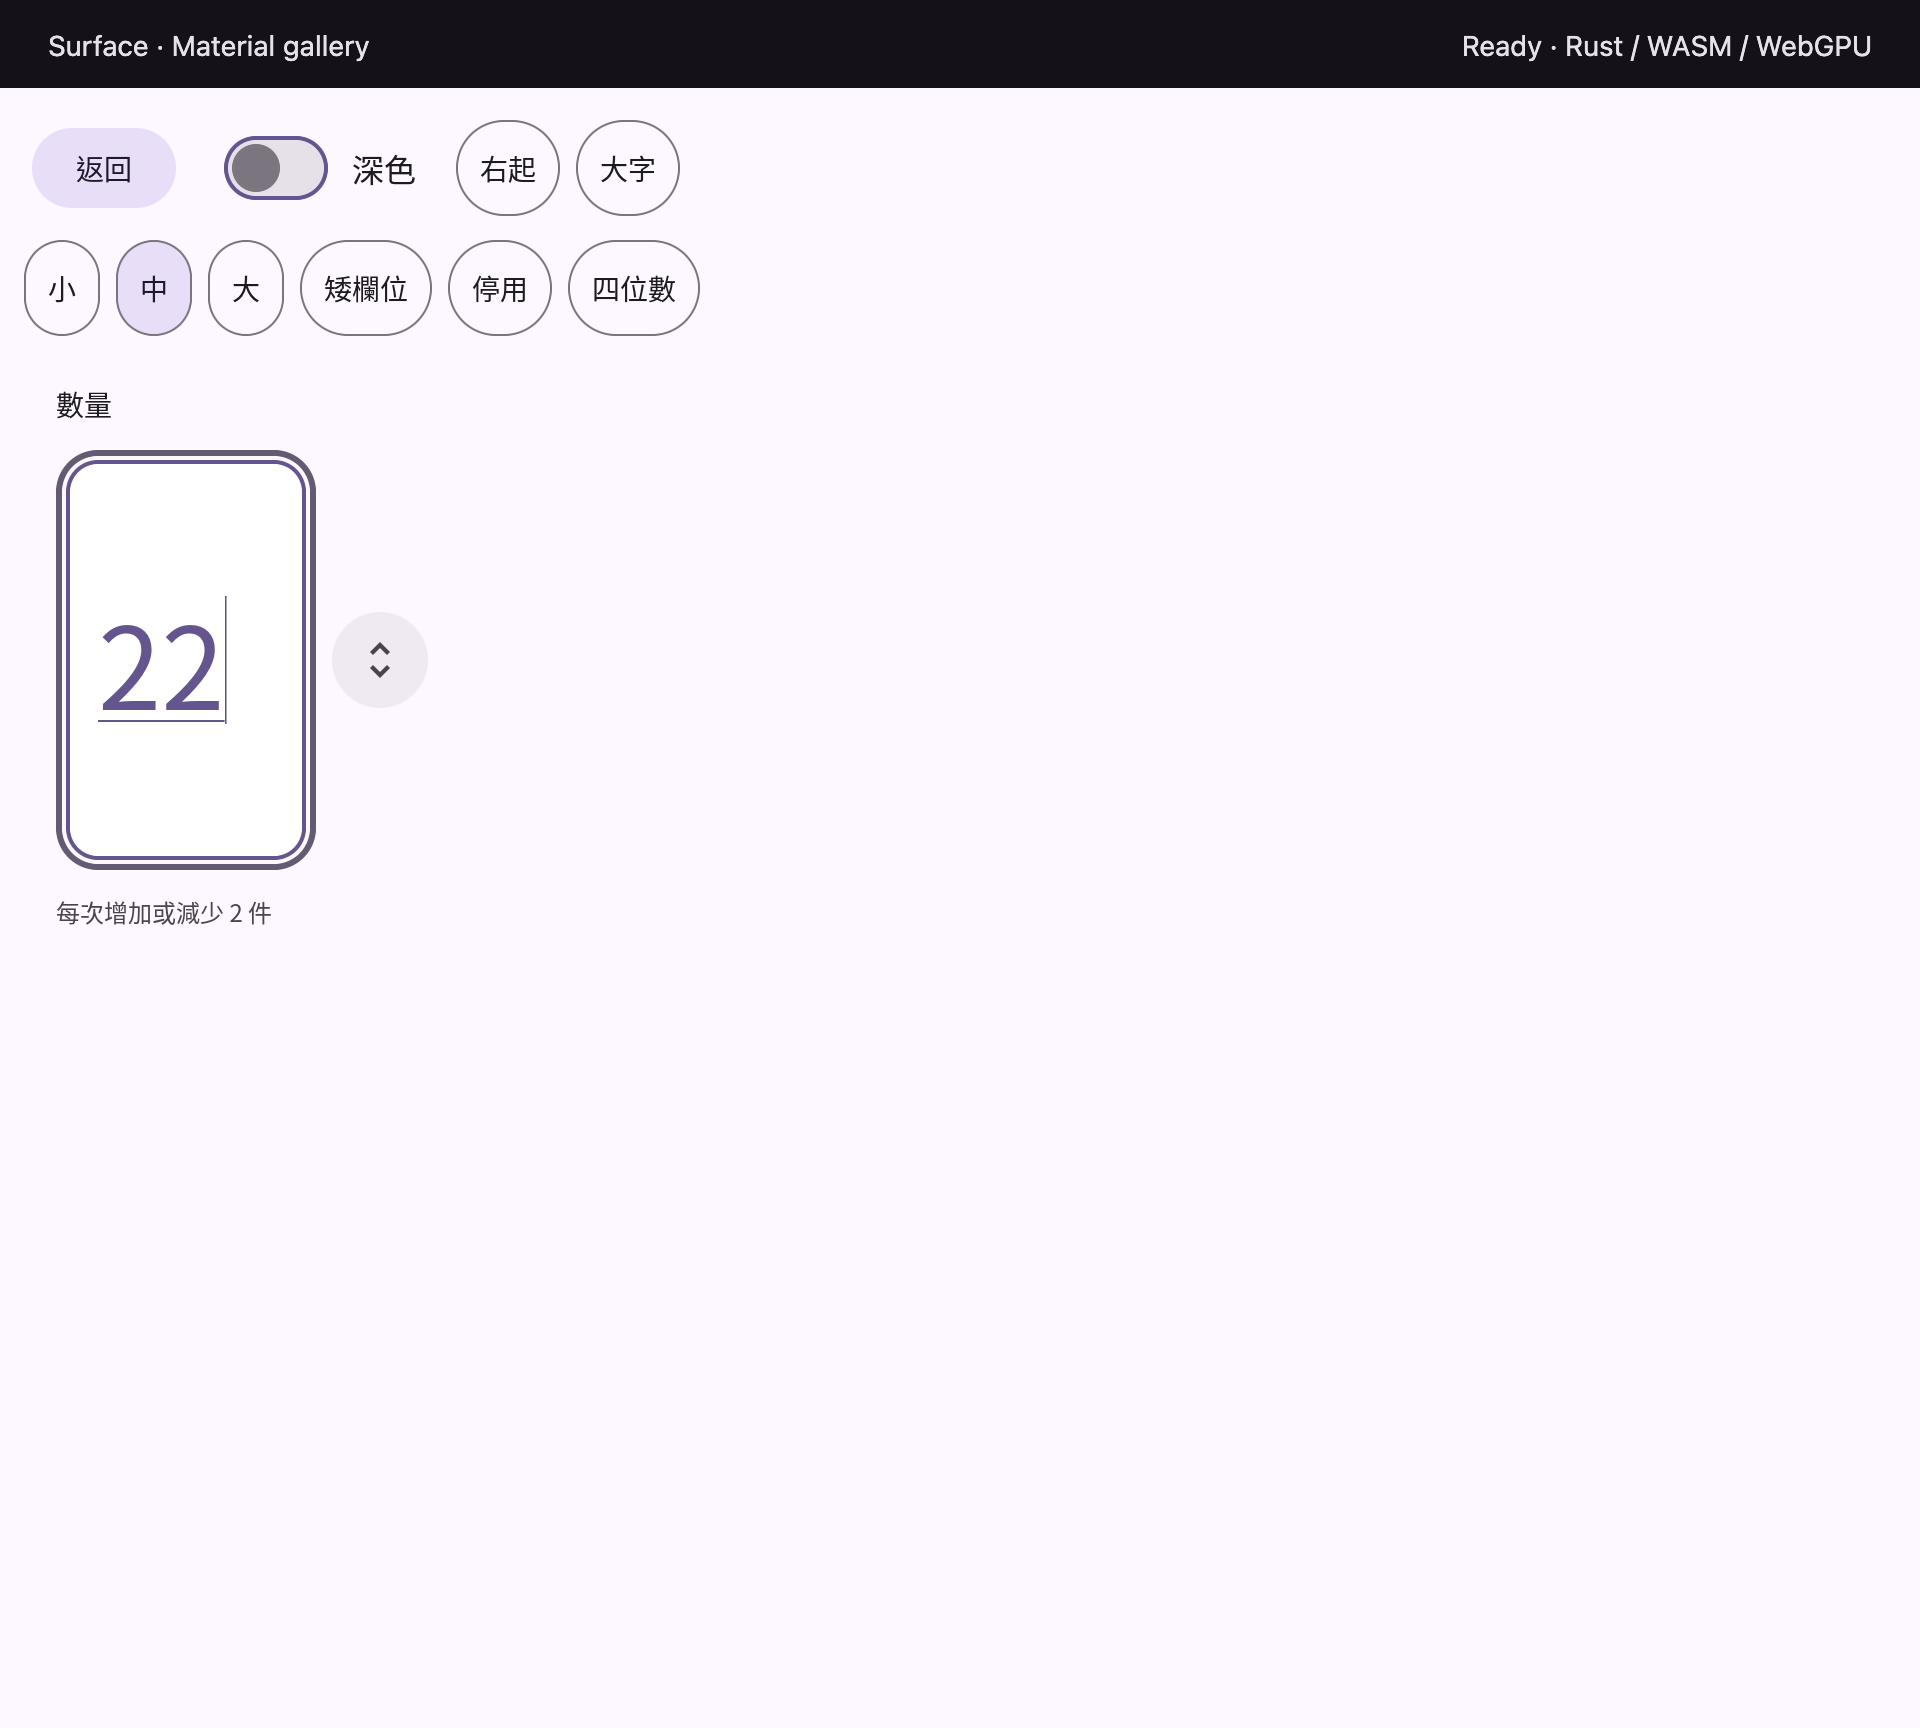 Surface · Material gallery
Ready · Rust / WASM / WebGPU
返回
深色
右起
大字
小
中
大
矮欄位
停用
四位數
數量
22
每次增加或減少 2 件